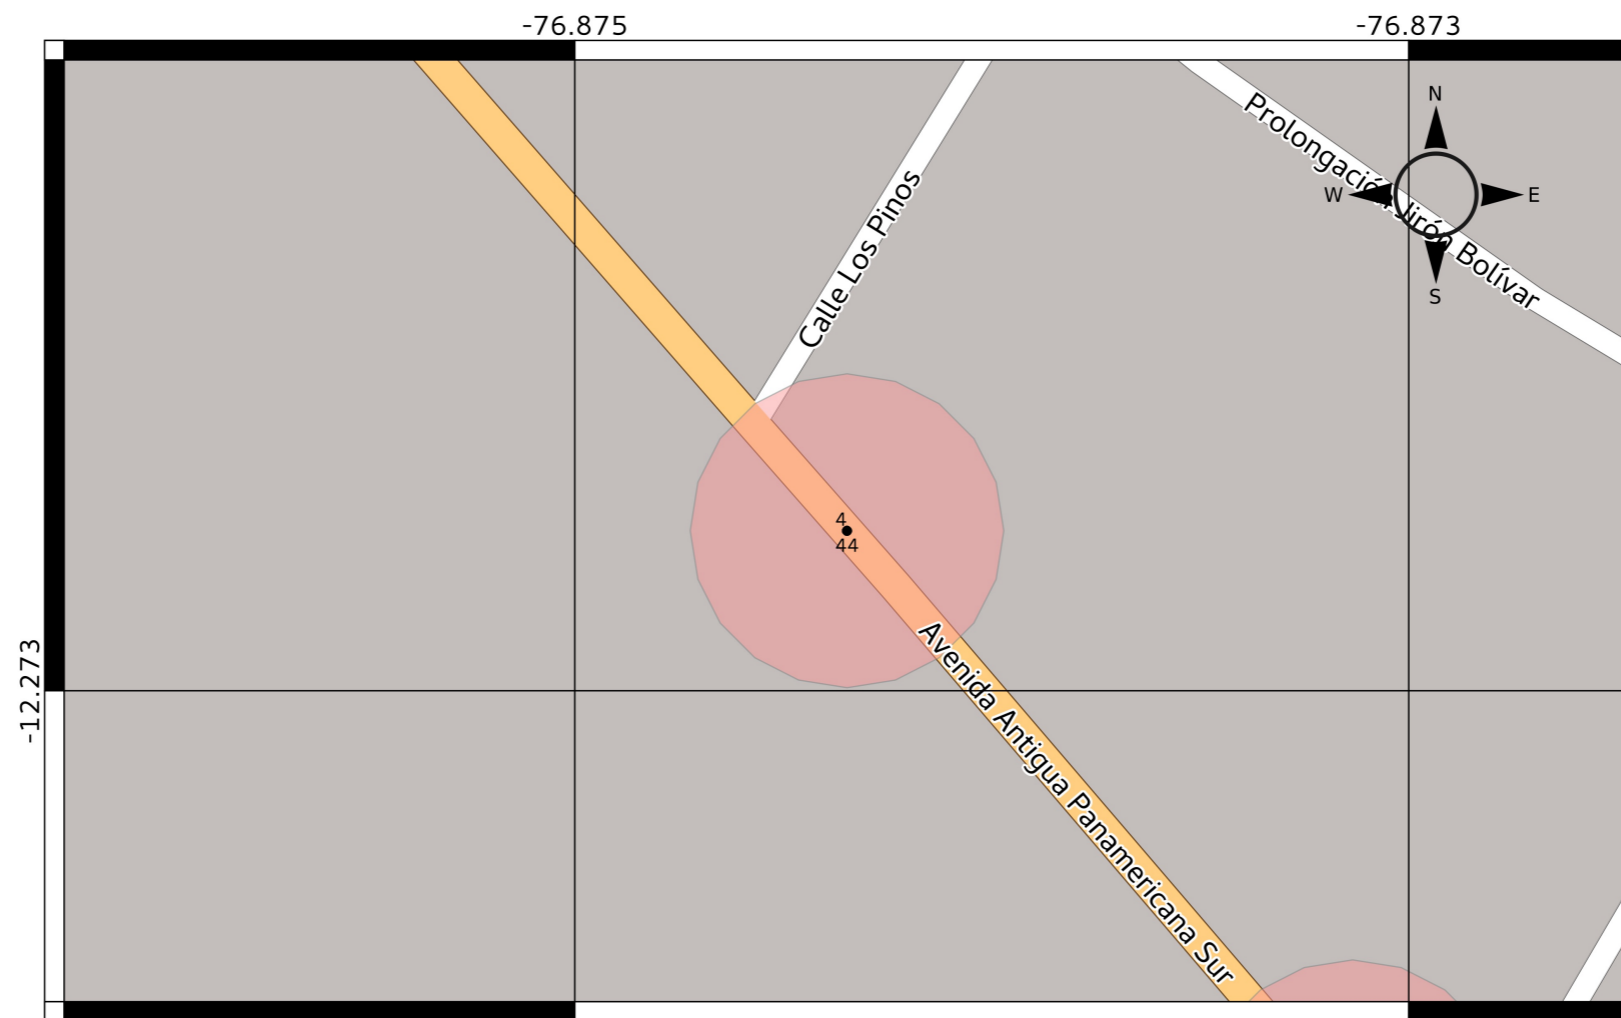 -76.875
-76.873
N
W
E
S
Prolongación Jirón Bolívar
Calle Los Pinos
4
44
Avenida Antigua Panamericana Sur
-12.273